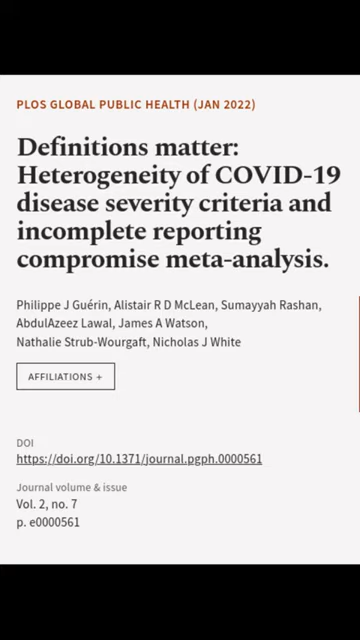 PLOS GLOBAL PUBLIC HEALTH (JAN 2022)
Definitions matter:
Heterogeneity of COVID-19
disease severity criteria and
incomplete reporting
compromise meta-analysis.
Philippe J Guérin, Alistair R D McLean, Sumayyah Rashan,
AbdulAzeez Lawal, James A Watson,
Nathalie Strub-Wourgaft, Nicholas J White
AFFILIATIONS +
DOI
https://doi.org/10.1371/journal.pgph.0000561
Journal volume & issue
Vol. 2, no. 7
p. e0000561